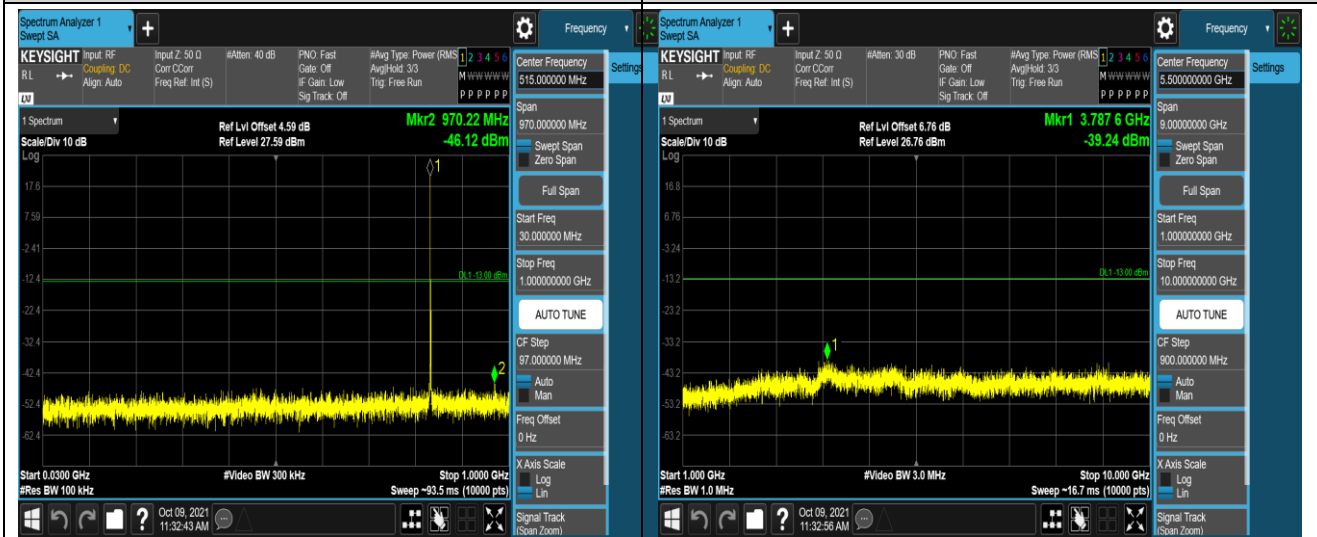 Spectrum Analyzer 1
Swept SA
+
Frequency
KEYSIGHT
RL
LXI
Input: RF
Coupling: DC
Align: Auto
Input Z: 50 Ω
Corr CCorr
Freq Ref: Int (S)
#Atten: 40 dB
PNO: Fast
Gate: Off
IF Gain: Low
Sig Track: Off
#Avg Type: Power (RMS
Avg|Hold: 3/3
Trig: Free Run
1 2 3 4 5 6
M W W W W W
P P P P P P
1 Spectrum
Scale/Div 10 dB
Log
Ref Lvl Offset 4.59 dB
Ref Level 27.59 dBm
Mkr2 970.22 MHz
-46.12 dBm
17.6
7.59
-2.41
-12.4
-22.4
-32.4
-42.4
-52.4
-62.4
1
DL1 -13.00 dBm
2
Start 0.0300 GHz
#Res BW 100 kHz
#Video BW 300 kHz
Stop 1.0000 GHz
Sweep ~93.5 ms (10000 pts)
Center Frequency
515.000000 MHz
Span
970.000000 MHz
Swept Span
Zero Span
Full Span
Start Freq
30.000000 MHz
Stop Freq
1.000000000 GHz
AUTO TUNE
CF Step
97.000000 MHz
Auto
Man
Freq Offset
0 Hz
X Axis Scale
Log
Lin
Signal Track
(Span Zoom)
Settings
?
Oct 09, 2021
11:32:43 AM
Spectrum Analyzer 1
Swept SA
+
Frequency
KEYSIGHT
RL
LXI
Input: RF
Coupling: DC
Align: Auto
Input Z: 50 Ω
Corr CCorr
Freq Ref: Int (S)
#Atten: 30 dB
PNO: Fast
Gate: Off
IF Gain: Low
Sig Track: Off
#Avg Type: Power (RMS
Avg|Hold: 3/3
Trig: Free Run
1 2 3 4 5 6
M W W W W W
P P P P P P
1 Spectrum
Scale/Div 10 dB
Log
Ref Lvl Offset 6.76 dB
Ref Level 26.76 dBm
Mkr1 3.787 6 GHz
-39.24 dBm
16.8
6.76
-3.24
-13.2
-23.2
-33.2
-43.2
-53.2
-63.2
DL1 -13.00 dBm
1
Start 1.000 GHz
#Res BW 1.0 MHz
#Video BW 3.0 MHz
Stop 10.000 GHz
Sweep ~16.7 ms (10000 pts)
Center Frequency
5.500000000 GHz
Span
9.00000000 GHz
Swept Span
Zero Span
Full Span
Start Freq
1.000000000 GHz
Stop Freq
10.000000000 GHz
AUTO TUNE
CF Step
900.000000 MHz
Auto
Man
Freq Offset
0 Hz
X Axis Scale
Log
Lin
Signal Track
(Span Zoom)
Settings
?
Oct 09, 2021
11:32:56 AM